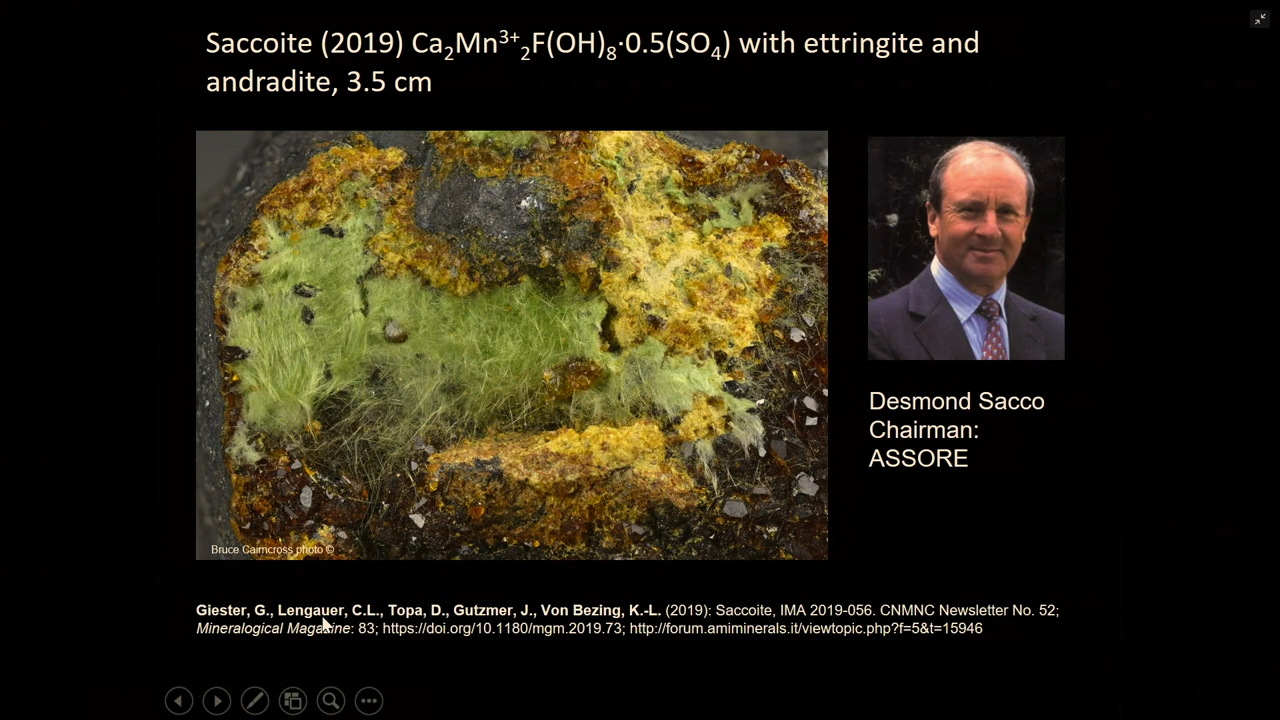 Saccoite (2019) Ca₂Mn³⁺₂F(OH)₈·0.5(SO₄) with ettringite and
andradite, 3.5 cm
Desmond Sacco
Chairman:
ASSORE
Bruce Cairncross photo ©
Giester, G., Lengauer, C.L., Topa, D., Gutzmer, J., Von Bezing, K.-L. (2019): Saccoite, IMA 2019-056. CNMNC Newsletter No. 52;
Mineralogical Magazine: 83; https://doi.org/10.1180/mgm.2019.73; http://forum.amiminerals.it/viewtopic.php?f=5&t=15946